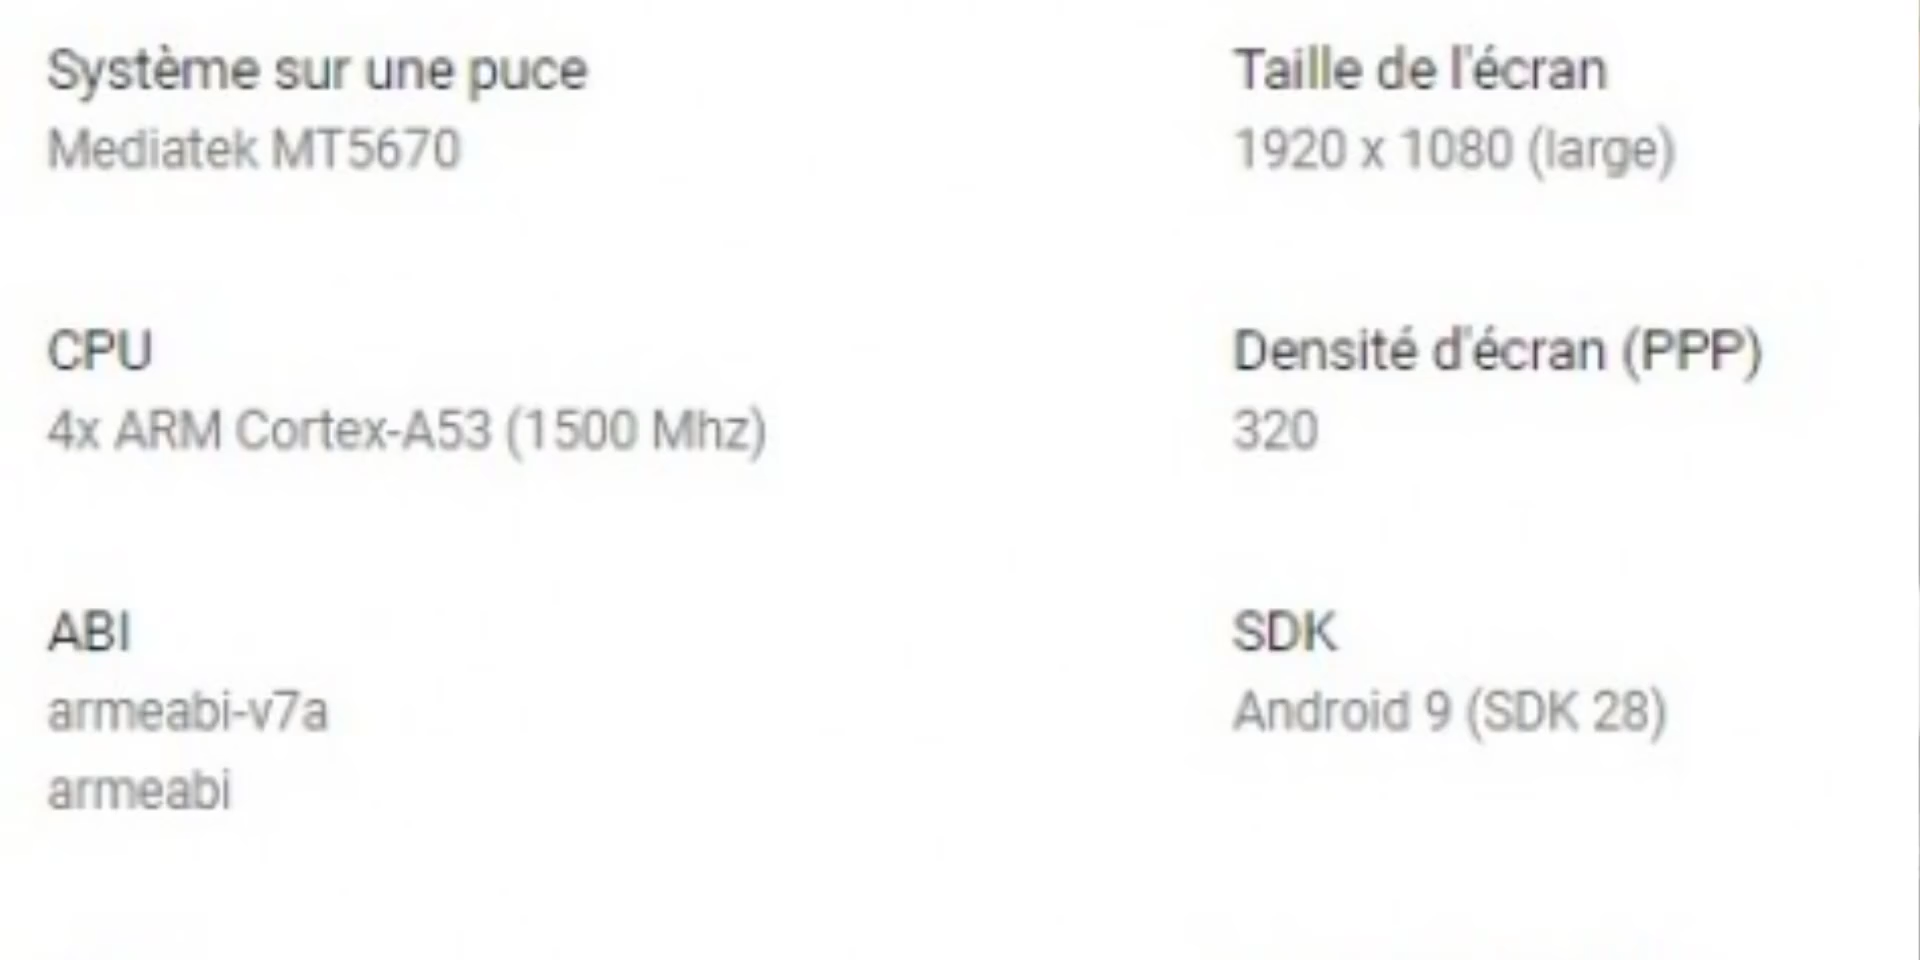 Système sur une puce
Mediatek MT5670
CPU
4x ARM Cortex-A53 (1500 Mhz)
ABI
armeabi-v7a
armeabi
Taille de l'écran
1920 x 1080 (large)
Densité d'écran (PPP)
320
SDK
Android 9 (SDK 28)